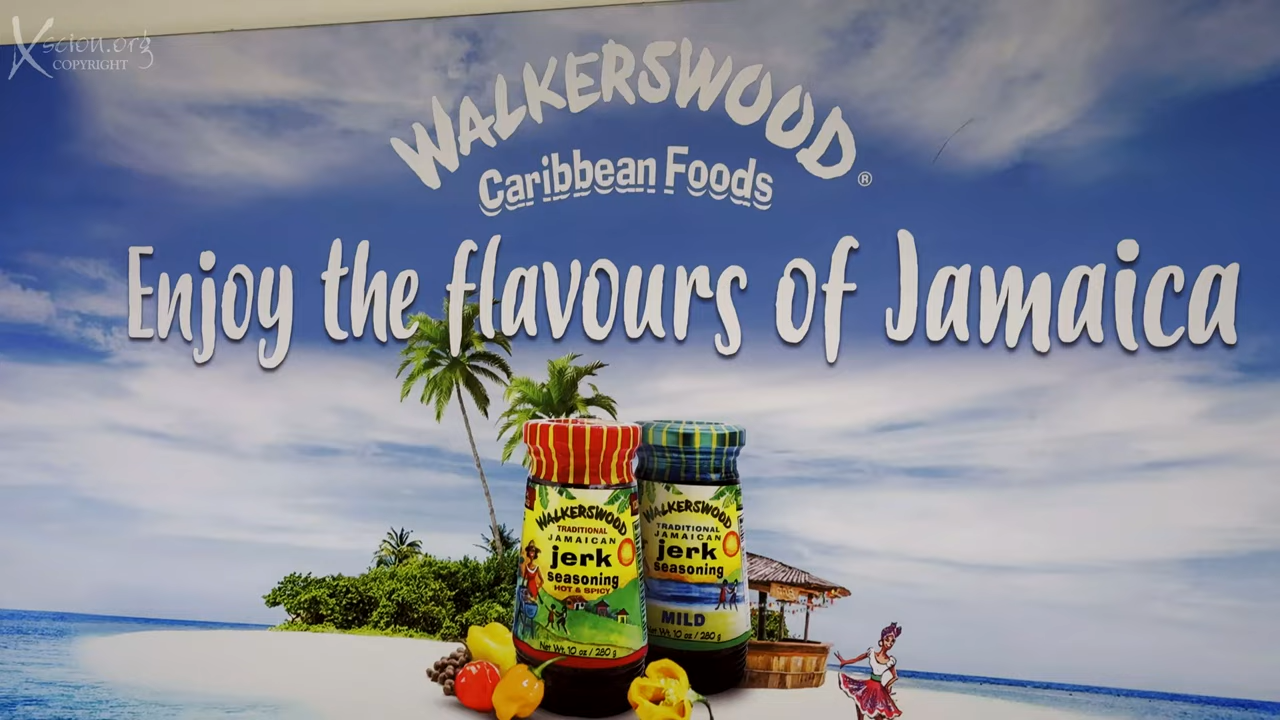 Xscion.org
COPYRIGHT
WALKERSWOOD
Caribbean Foods
®
Enjoy the flavours of Jamaica
WALKERSWOOD
TRADITIONAL
JAMAICAN
jerk
seasoning
HOT & SPICY
Net Wt. 10 oz / 280 g
WALKERSWOOD
TRADITIONAL
JAMAICAN
jerk
seasoning
MILD
Net Wt. 10 oz / 280 g